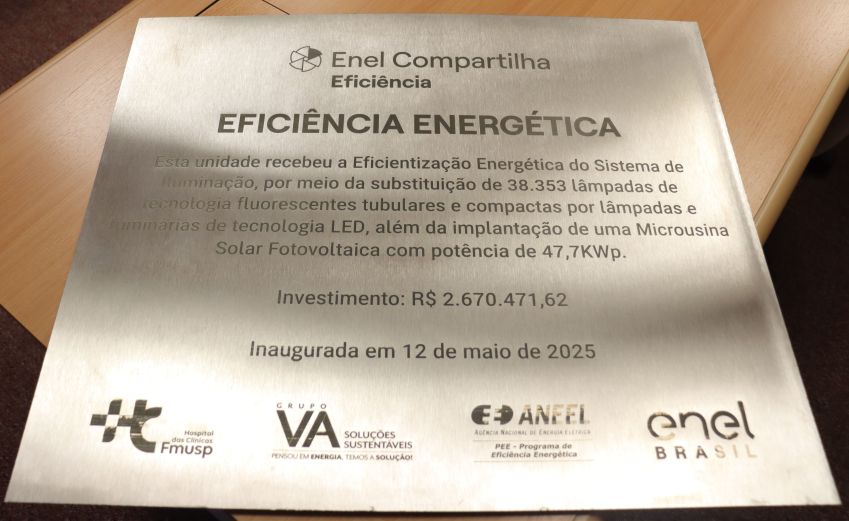 Enel Compartilha
Eficiência
EFICIÊNCIA ENERGÉTICA
Esta unidade recebeu a Eficientização Energética do Sistema de
Iluminação, por meio da substituição de 38.353 lâmpadas de
tecnologia fluorescentes tubulares e compactas por lâmpadas e
luminárias de tecnologia LED, além da implantação de uma Microusina
Solar Fotovoltaica com potência de 47,7KWp.
Investimento: R$ 2.670.471,62
Inaugurada em 12 de maio de 2025
Hospital
das Clínicas
Fmusp
GRUPO
VA SOLUÇÕES
SUSTENTÁVEIS
PENSOU EM ENERGIA, TEMOS A SOLUÇÃO!
ANEEL
AGÊNCIA NACIONAL DE ENERGIA ELÉTRICA
PEE - Programa de
Eficiência Energética
enel
BRASIL